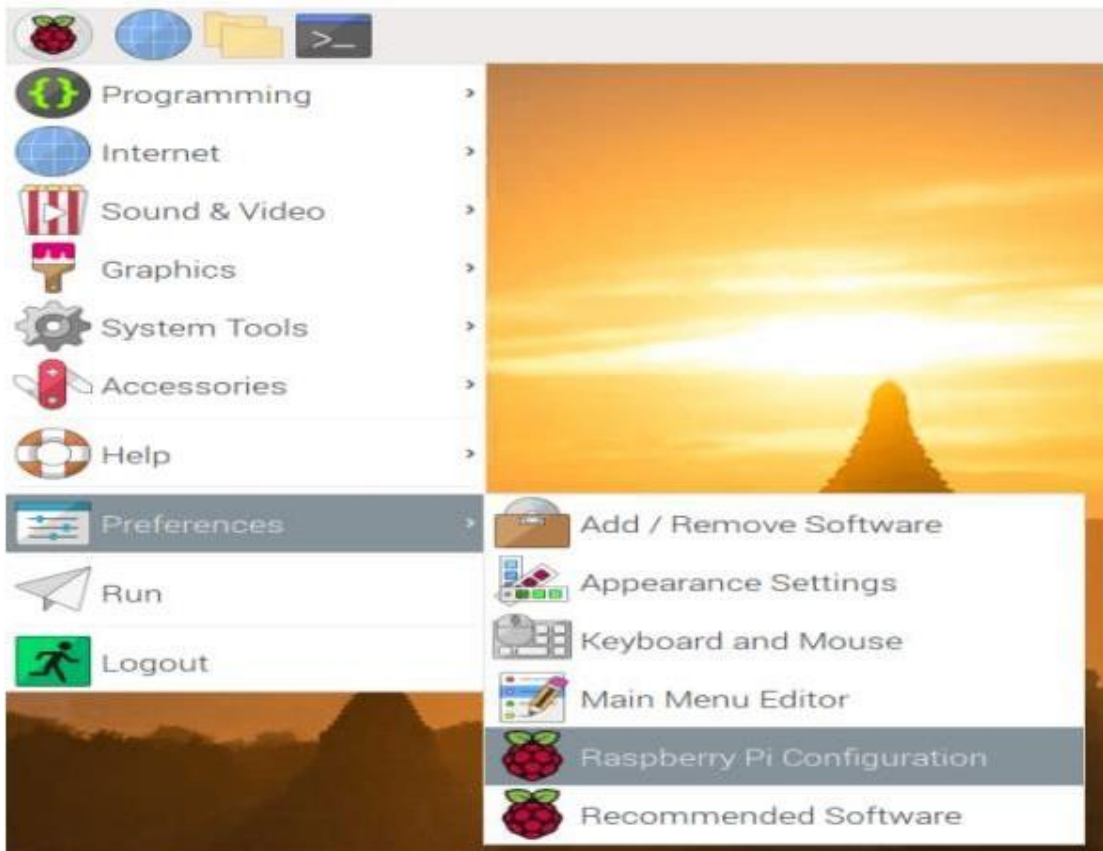 >_
Programming
Internet
Sound & Video
Graphics
System Tools
Accessories
Help
Preferences
Run
Logout
Add / Remove Software
Appearance Settings
Keyboard and Mouse
Main Menu Editor
Raspberry Pi Configuration
Recommended Software